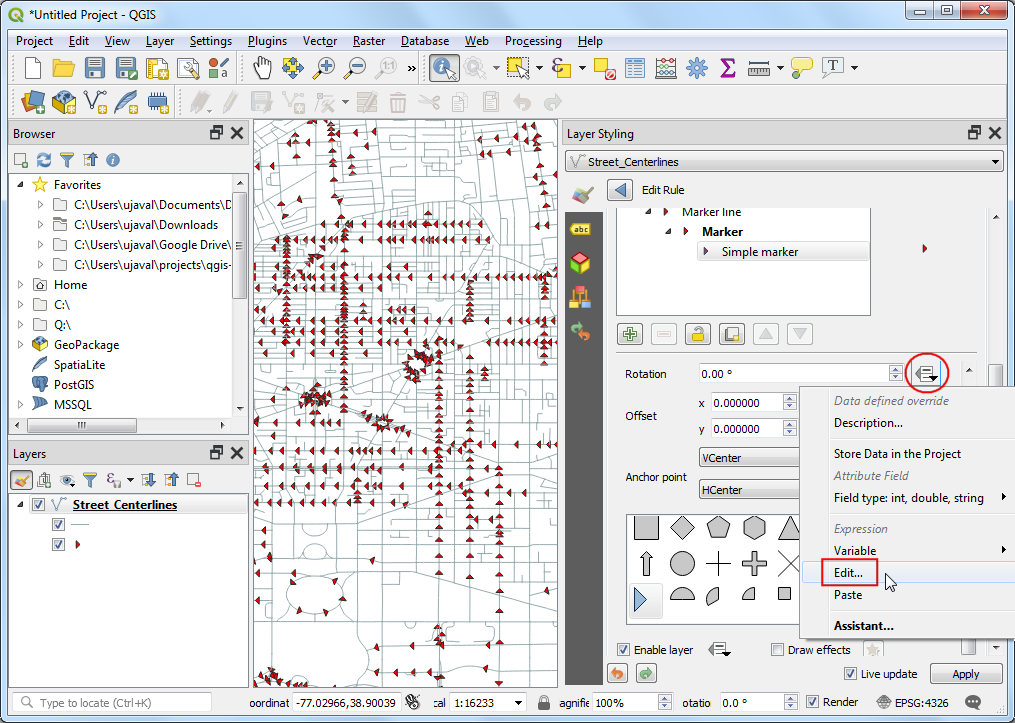 *Untitled Project - QGIS
Project Edit View Layer Settings Plugins Vector Raster Database Web Processing Help
Browser
Favorites
C:\Users\ujaval\Documents\D
C:\Users\ujaval\Downloads
C:\Users\ujaval\Google Drive\
C:\Users\ujaval\projects\qgis-
Home
C:\
Q:\
GeoPackage
SpatiaLite
PostGIS
MSSQL
Layers
Street_Centerlines
Layer Styling
Street_Centerlines
Edit Rule
abc
Marker line
Marker
Simple marker
Rotation 0.00 °
Offset
x 0.000000
y 0.000000
Anchor point
VCenter
HCenter
Data defined override
Description...
Store Data in the Project
Attribute Field
Field type: int, double, string
Expression
Variable
Edit...
Paste
Assistant...
Enable layer
Draw effects
Live update
Apply
Type to locate (Ctrl+K)
oordinat -77.02966,38.90039 cal 1:16233 agnifie 100% otatio 0.0 ° Render EPSG:4326